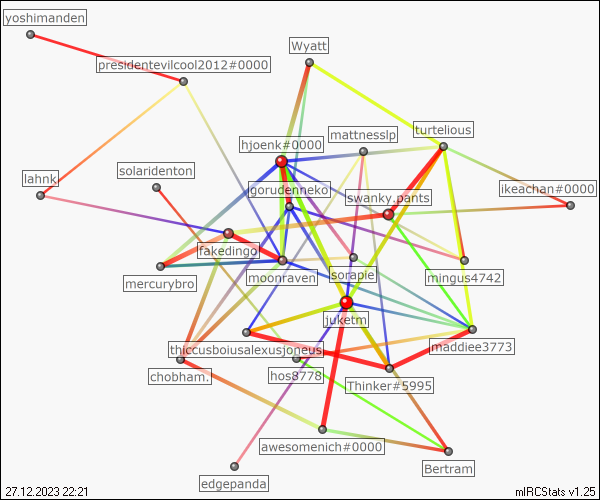 yoshimanden
Wyatt
presidentevilcool2012#0000
turtelious
mattnesslp
hjoenk#0000
solaridenton
lahnk
gorudenneko
ikeachan#0000
swanky.pants
fakedingo
moonraven
sorapie
mingus4742
mercurybro
juketm
thiccusboiusalexusjoneus
maddiee3773
chobham.
hos8778
Thinker#5995
awesomenich#0000
Bertram
edgepanda
27.12.2023 22:21
mIRCStats v1.25